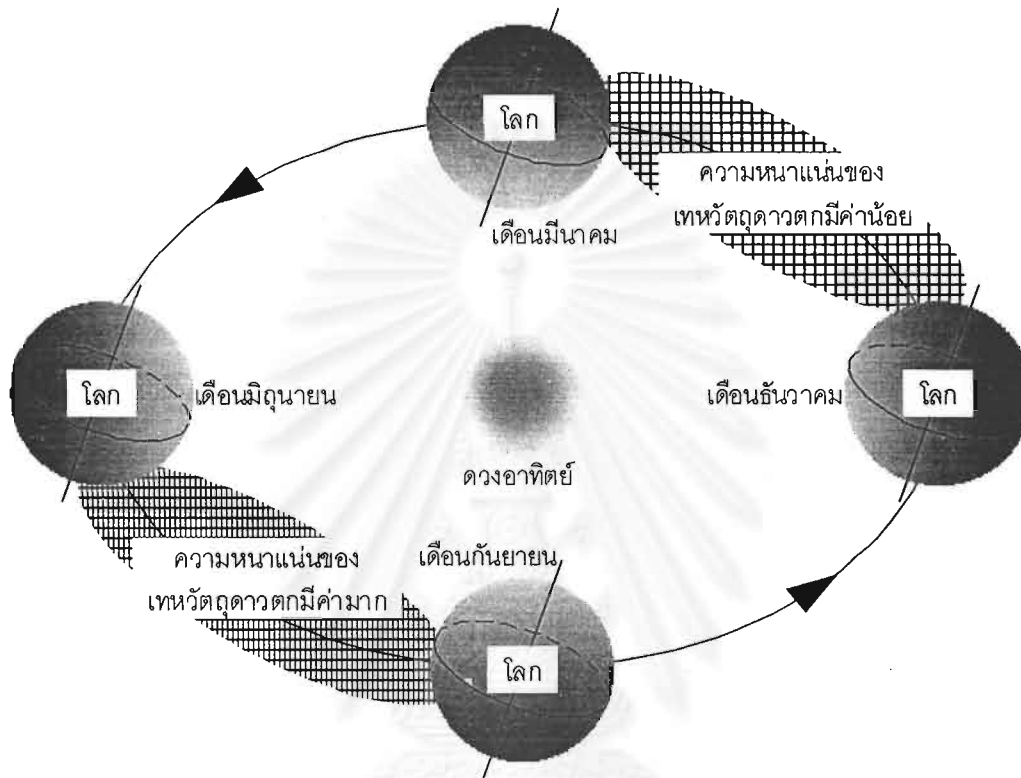 โลก
ความหนาแน่นของ
เทหวัตถุดาวตกมีค่าน้อย
เดือนมีนาคม
โลก
เดือนมิถุนายน
เดือนธันวาคม
โลก
ดวงอาทิตย์
ความหนาแน่นของ
เทหวัตถุดาวตกมีค่ามาก
เดือนกันยายน
โลก